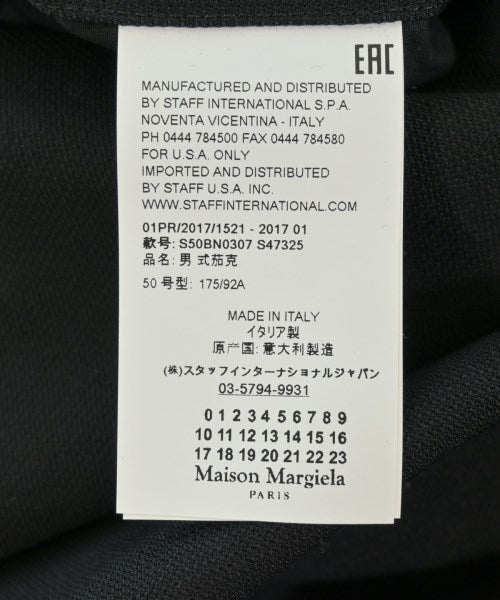 EAC
MANUFACTURED AND DISTRIBUTED
BY STAFF INTERNATIONAL S.P.A.
NOVENTA VICENTINA - ITALY
PH 0444 784500 FAX 0444 784580
FOR U.S.A. ONLY
IMPORTED AND DISTRIBUTED
BY STAFF U.S.A. INC.
WWW.STAFFINTERNATIONAL.COM
01PR/2017/1521 - 2017 01
款号: S50BN0307 S47325
品名: 男 式茄克
50 号型: 175/92A
MADE IN ITALY
イタリア製
原产国: 意大利製造
(株)スタッフインターナショナルジャパン
03-5794-9931
0 1 2 3 4 5 6 7 8 9
10 11 12 13 14 15 16
17 18 19 20 21 22 23
Maison Margiela
PARIS